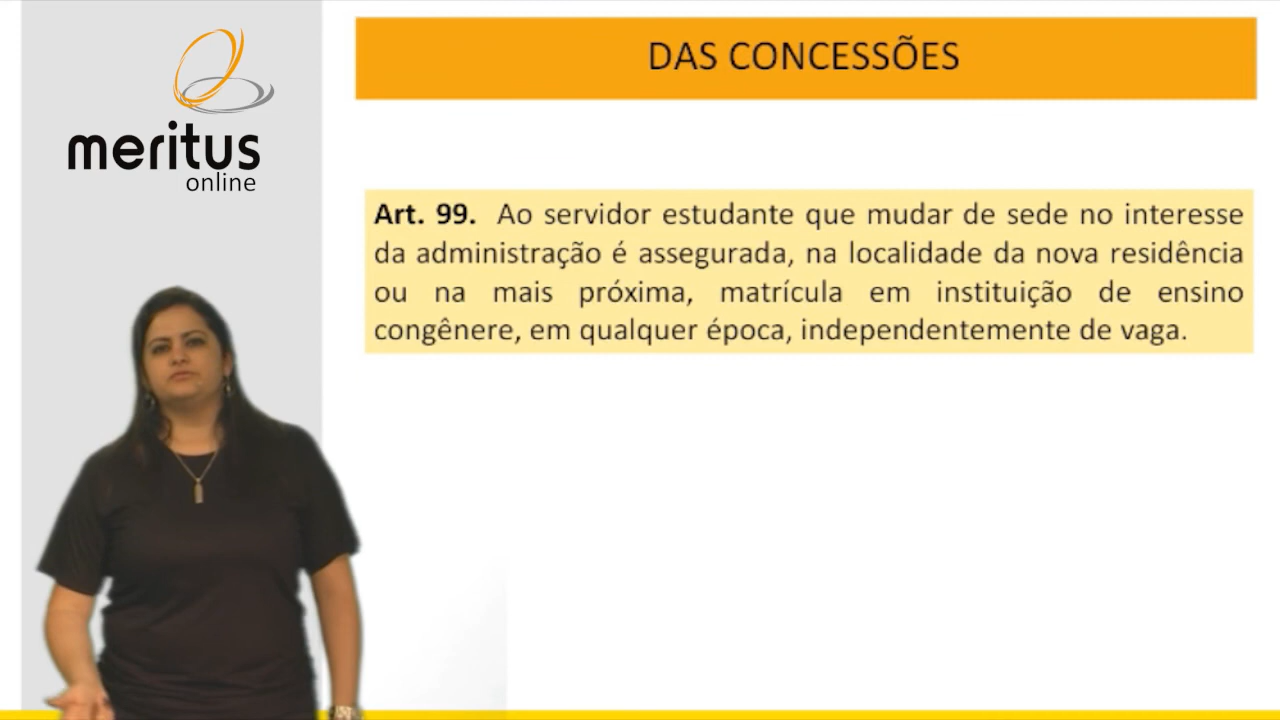 meritus
online
DAS CONCESSÕES
Art. 99. Ao servidor estudante que mudar de sede no interesse
da administração é assegurada, na localidade da nova residência
ou na mais próxima, matrícula em instituição de ensino
congênere, em qualquer época, independentemente de vaga.